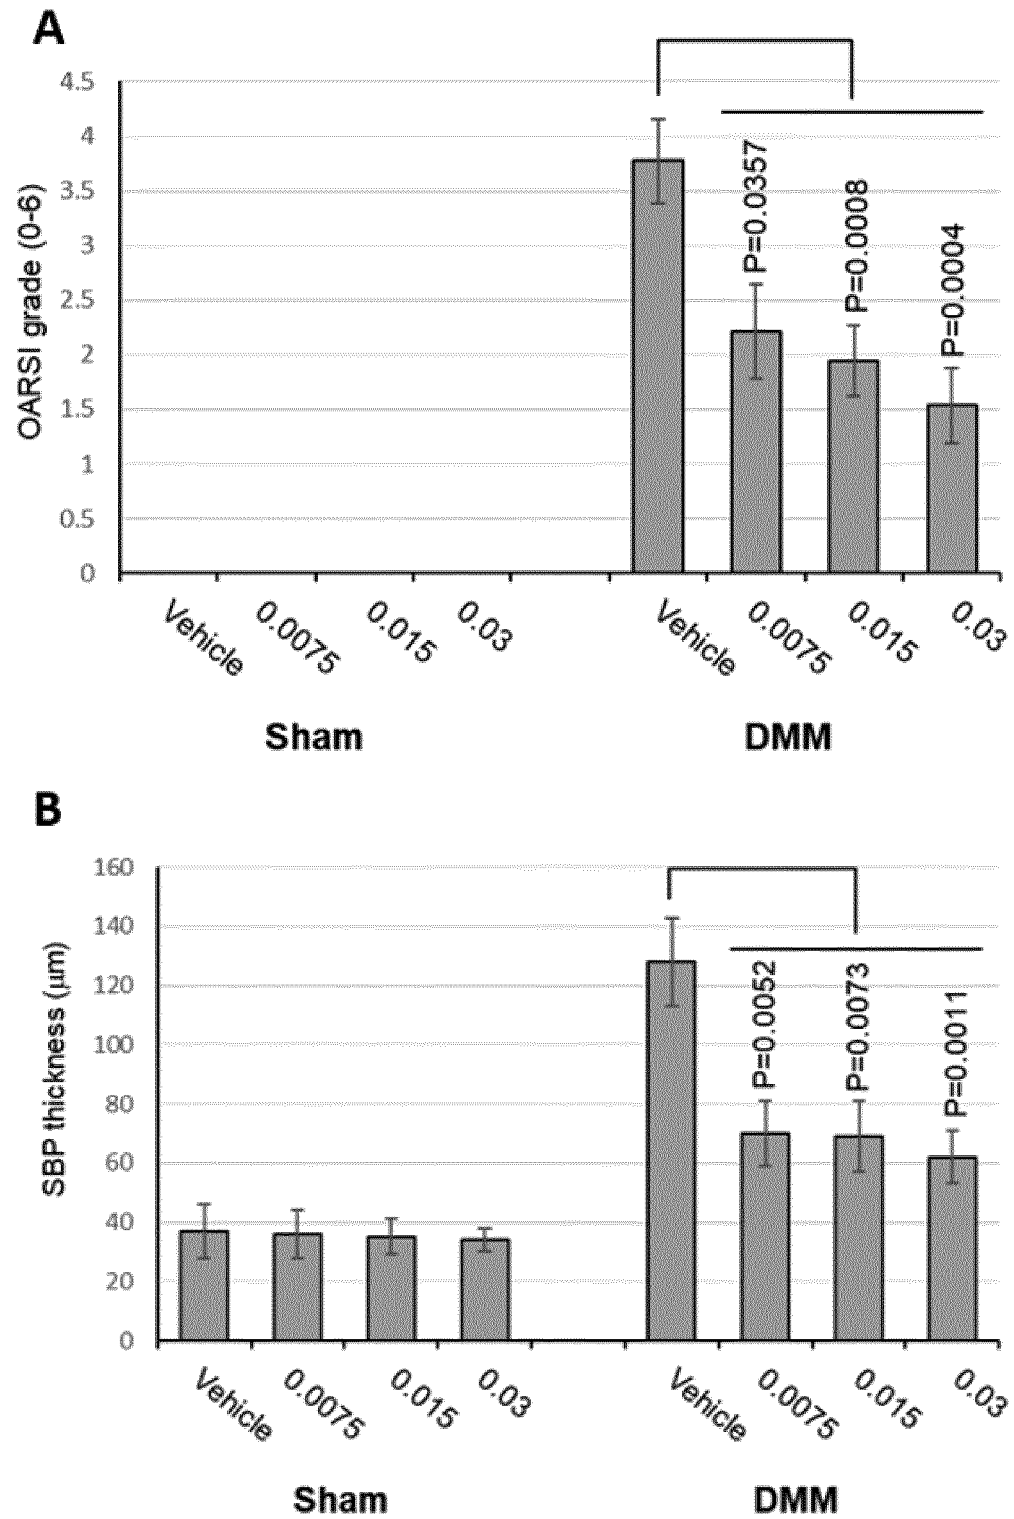 A
OARSI grade (0-6)
4.5
4
3.5
3
2.5
2
1.5
1
0.5
0
P=0.0357
P=0.0008
P=0.0004
Vehicle
0.0075
0.015
0.03
Vehicle
0.0075
0.015
0.03
Sham
DMM
B
SBP thickness (μm)
160
140
120
100
80
60
40
20
0
P=0.0052
P=0.0073
P=0.0011
Vehicle
0.0075
0.015
0.03
Vehicle
0.0075
0.015
0.03
Sham
DMM